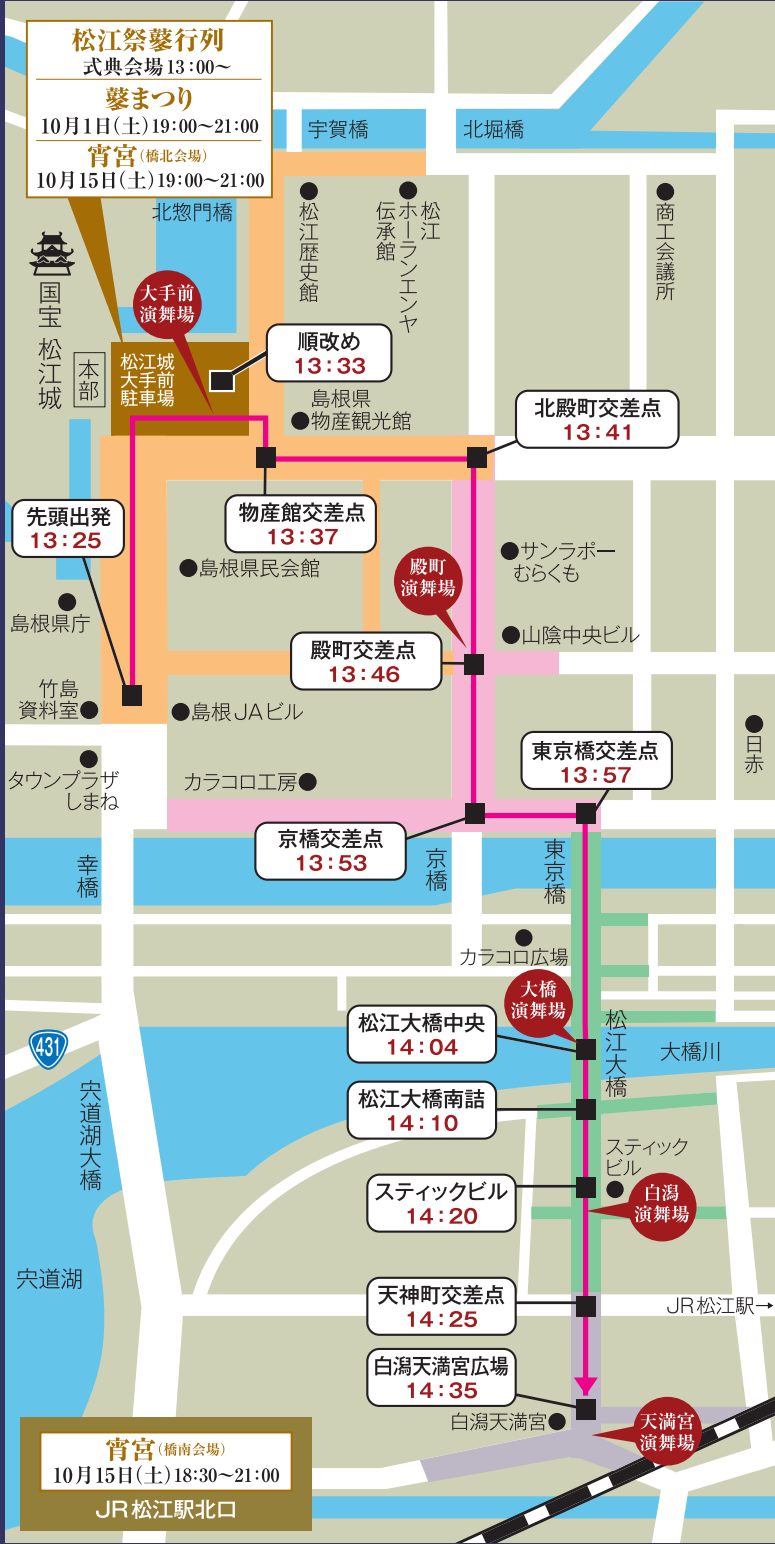 松江祭鼕行列
式典会場13:00～
鼕まつり
10月1日(土)19:00～21:00
宵宮(橋北会場)
10月15日(土)19:00～21:00
宇賀橋
北堀橋
北惣門橋
松江歴史館
松江
ホーランエンヤ
伝承館
商工会議所
国宝 松江城
大手前
演舞場
本部
松江城
大手前
駐車場
順改め
13:33
島根県
物産観光館
北殿町交差点
13:41
先頭出発
13:25
物産館交差点
13:37
島根県民会館
殿町
演舞場
サンラポー
むらくも
島根県庁
殿町交差点
13:46
山陰中央ビル
竹島
資料室
島根JAビル
日赤
タウンプラザ
しまね
カラコロ工房
東京橋交差点
13:57
京橋交差点
13:53
幸橋
京橋
東京橋
カラコロ広場
大橋
演舞場
松江大橋中央
14:04
松江大橋
大橋川
431
宍道湖大橋
松江大橋南詰
14:10
スティック
ビル
スティックビル
14:20
白潟
演舞場
宍道湖
天神町交差点
14:25
JR松江駅→
白潟天満宮広場
14:35
白潟天満宮
天満宮
演舞場
宵宮(橋南会場)
10月15日(土)18:30～21:00
JR松江駅北口